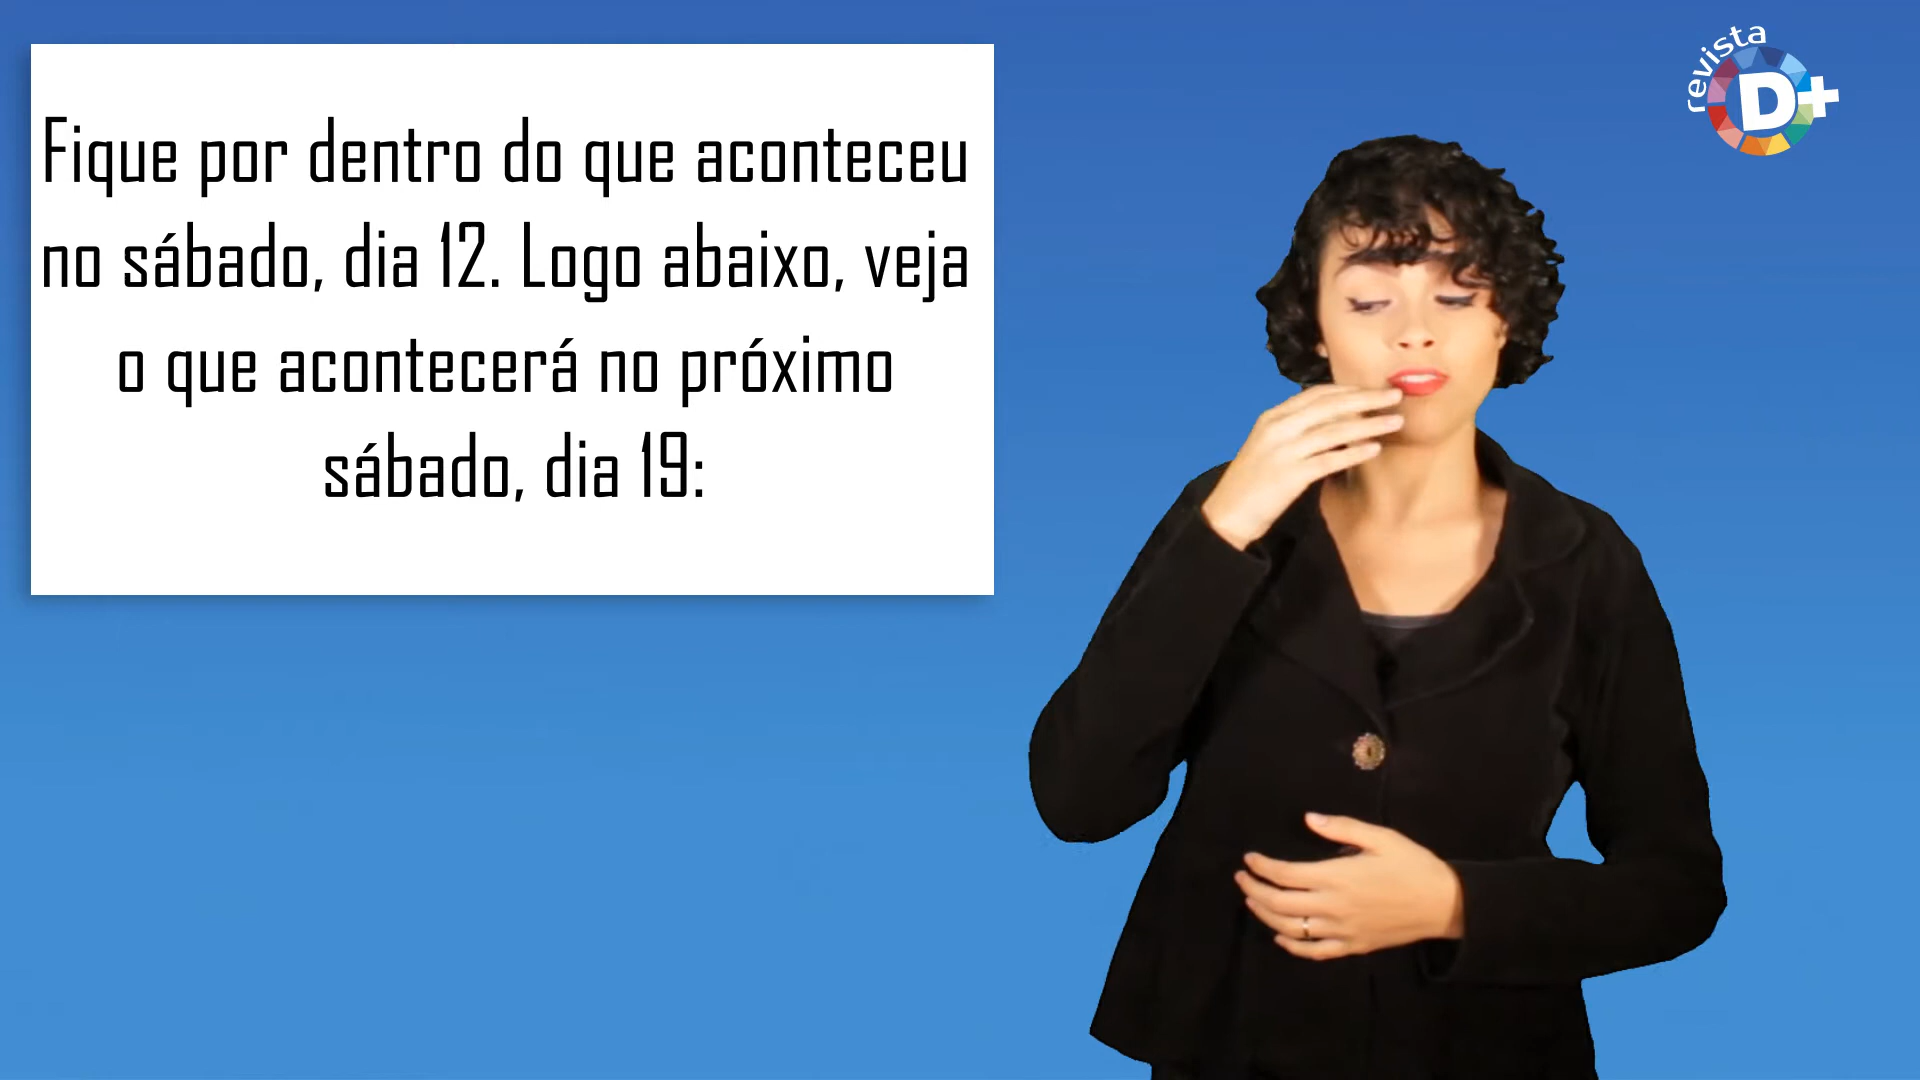 revista
D+
Fique por dentro do que aconteceu
no sábado, dia 12. Logo abaixo, veja
o que acontecerá no próximo
sábado, dia 19: